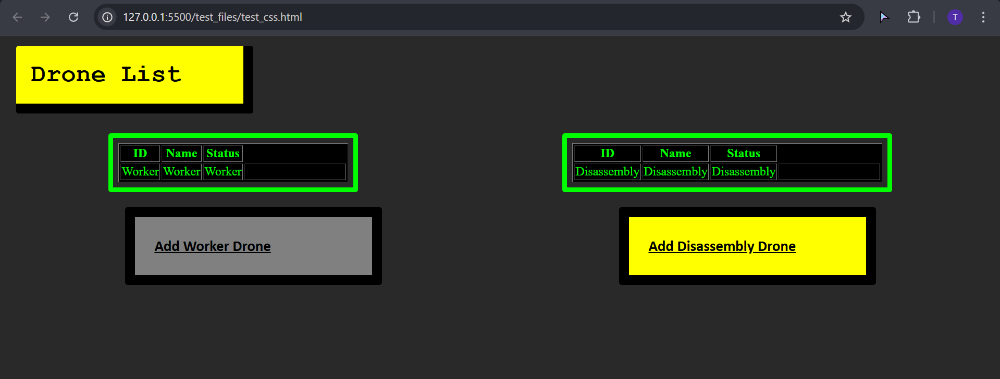 127.0.0.1:5500/test_files/test_css.html
T
Drone List
ID Name Status
Worker Worker Worker
ID Name Status
Disassembly Disassembly Disassembly
Add Worker Drone
Add Disassembly Drone